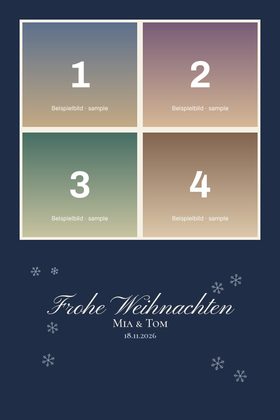 1
Beispielbild · sample
2
Beispielbild · sample
3
Beispielbild · sample
4
Beispielbild · sample
Frohe Weihnachten
Mia & Tom
18.11.2026